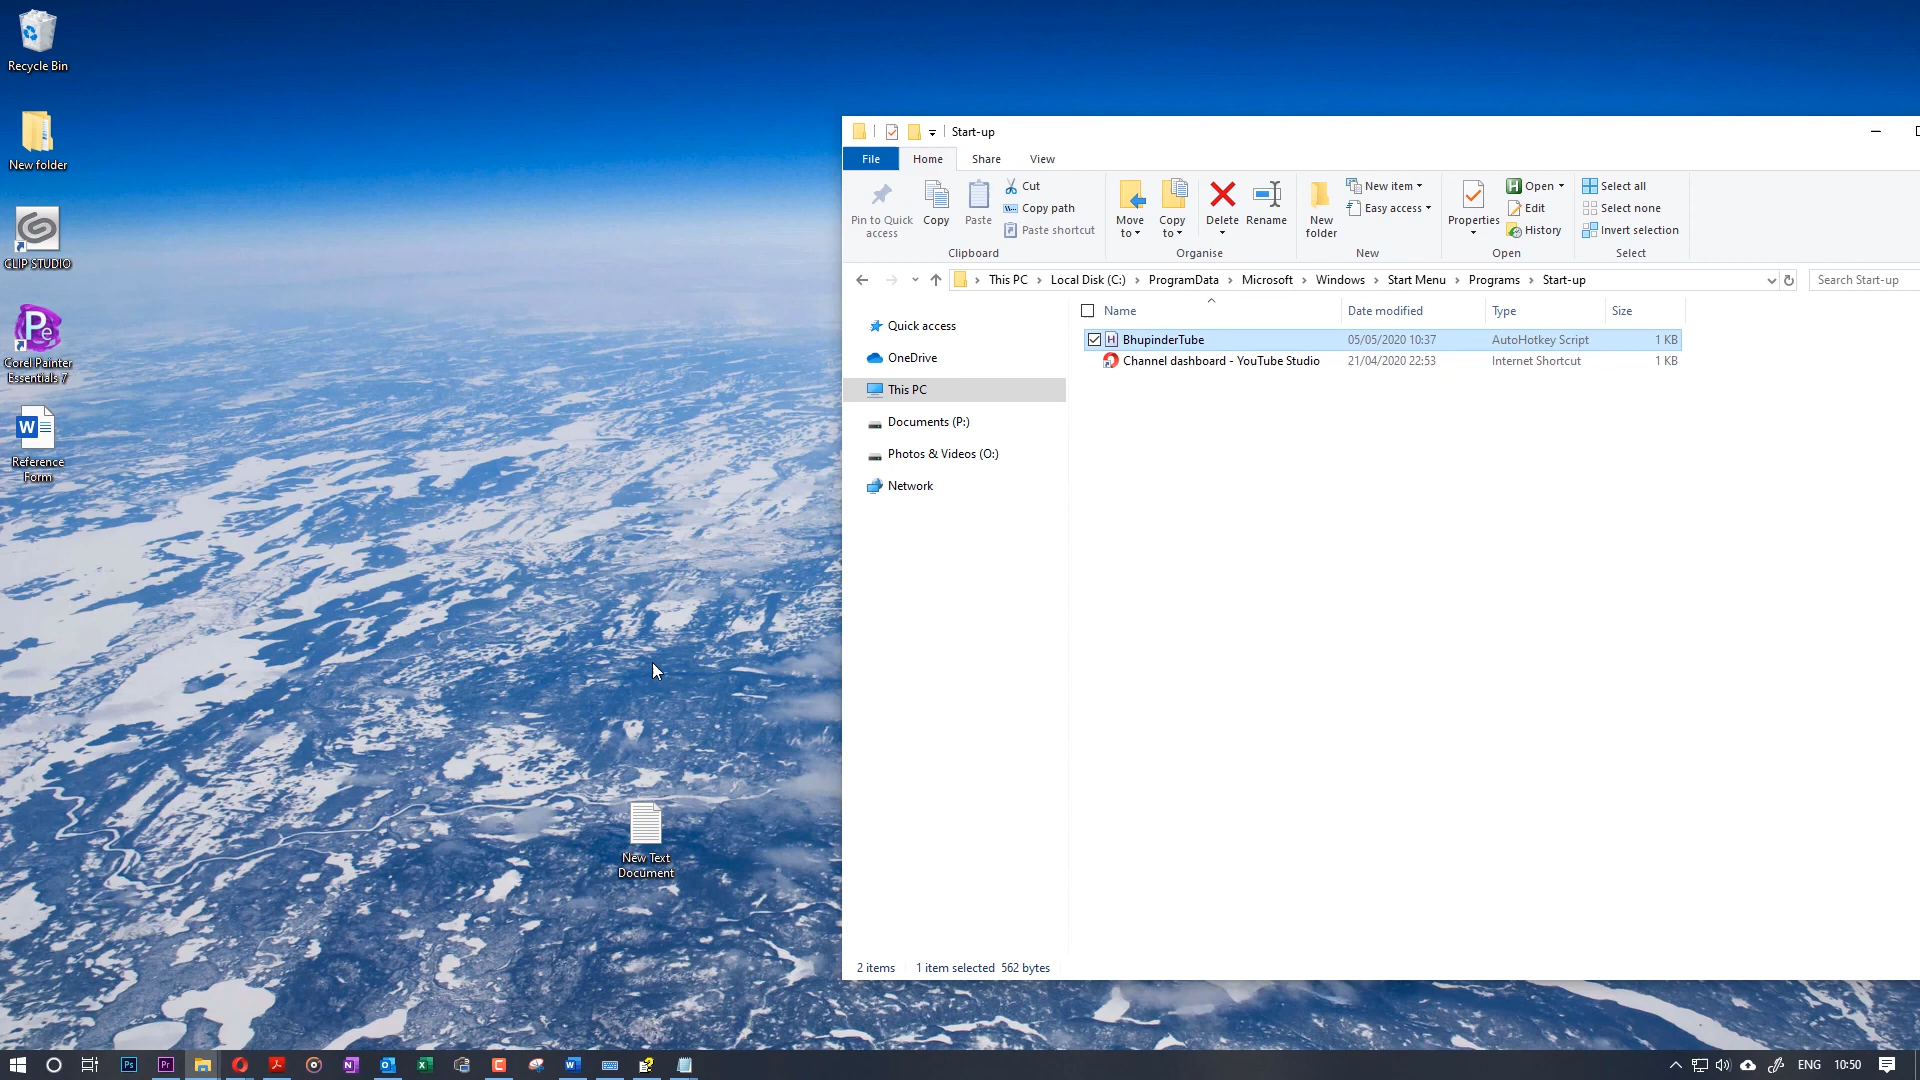 Recycle Bin
New folder
CLIP STUDIO
Corel Painter
Essentials 7
Reference
Form
New Text
Document
Start-up
File
Home
Share
View
Pin to Quick
access
Copy
Paste
Cut
Copy path
Paste shortcut
Clipboard
Move
to
Copy
to
Delete
Rename
Organise
New
folder
New item
Easy access
New
Properties
Open
Edit
History
Open
Select all
Select none
Invert selection
Select
This PC
Local Disk (C:)
ProgramData
Microsoft
Windows
Start Menu
Programs
Start-up
Search Start-up
Quick access
OneDrive
This PC
Documents (P:)
Photos & Videos (O:)
Network
Name
Date modified
Type
Size
BhupinderTube
05/05/2020 10:37
AutoHotkey Script
1 KB
Channel dashboard - YouTube Studio
21/04/2020 22:53
Internet Shortcut
1 KB
2 items
1 item selected 562 bytes
ENG
10:50